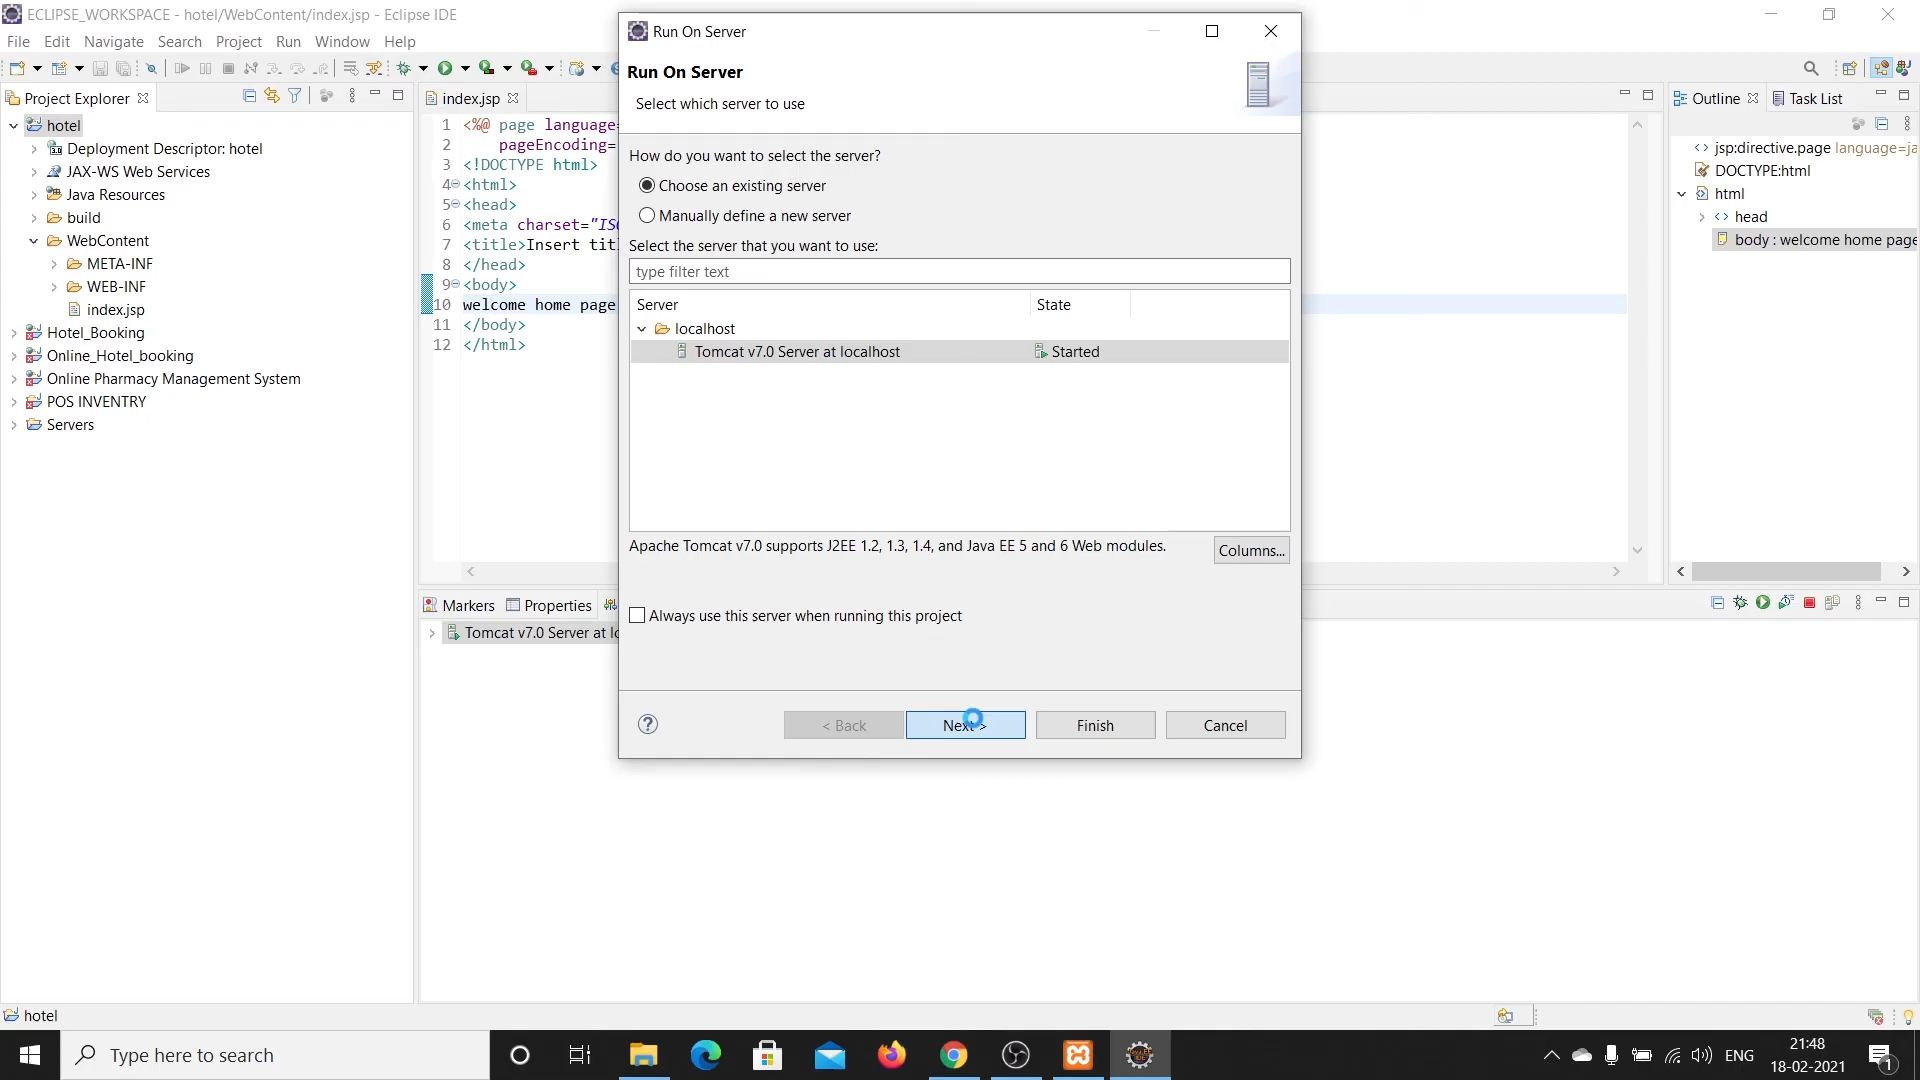 ECLIPSE_WORKSPACE - hotel/WebContent/index.jsp - Eclipse IDE
File Edit Navigate Search Project Run Window Help
Project Explorer
hotel
Deployment Descriptor: hotel
JAX-WS Web Services
Java Resources
build
WebContent
META-INF
WEB-INF
index.jsp
Hotel_Booking
Online_Hotel_booking
Online Pharmacy Management System
POS INVENTRY
Servers
index.jsp
1 <%@ page language=
2 pageEncoding=
3 <!DOCTYPE html>
4 <html>
5 <head>
6 <meta charset="ISO
7 <title>Insert titl
8 </head>
9 <body>
10 welcome home page
11 </body>
12 </html>
Run On Server
Run On Server
Select which server to use
How do you want to select the server?
Choose an existing server
Manually define a new server
Select the server that you want to use:
type filter text
Server State
localhost
Tomcat v7.0 Server at localhost Started
Apache Tomcat v7.0 supports J2EE 1.2, 1.3, 1.4, and Java EE 5 and 6 Web modules.
Columns...
Always use this server when running this project
< Back Next > Finish Cancel
Outline Task List
jsp:directive.page language=ja
DOCTYPE:html
html
head
body : welcome home page
Markers Properties
Tomcat v7.0 Server at lo
hotel
Type here to search
ENG
21:48
18-02-2021
1